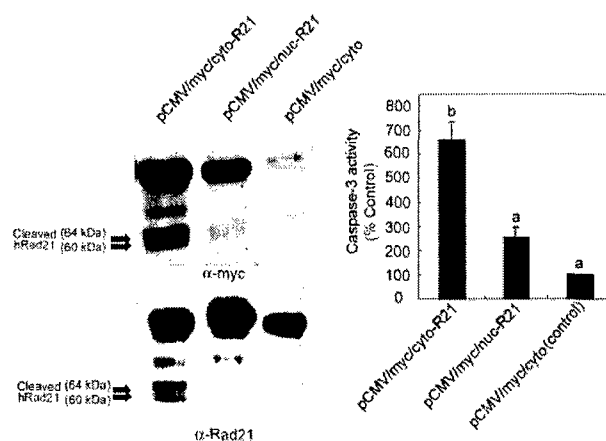 pCMV/myc/cyto-R21
pCMV/myc/nuc-R21
pCMV/myc/cyto
Cleaved (64 kDa)
hRad21 (60 kDa)
α-myc
Cleaved (64 kDa)
hRad21 (60 kDa)
α-Rad21
Caspase-3 activity
(% Control)
800
700
600
500
400
300
200
100
0
b
a
a
pCMV/myc/cyto-R21
pCMV/myc/nuc-R21
pCMV/myc/cyto (control)